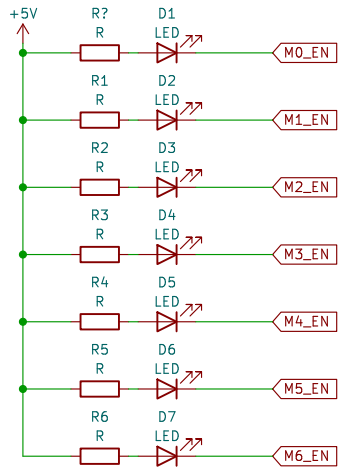 +5V
R? D1
R LED
M0_EN
R1 D2
R LED
M1_EN
R2 D3
R LED
M2_EN
R3 D4
R LED
M3_EN
R4 D5
R LED
M4_EN
R5 D6
R LED
M5_EN
R6 D7
R LED
M6_EN